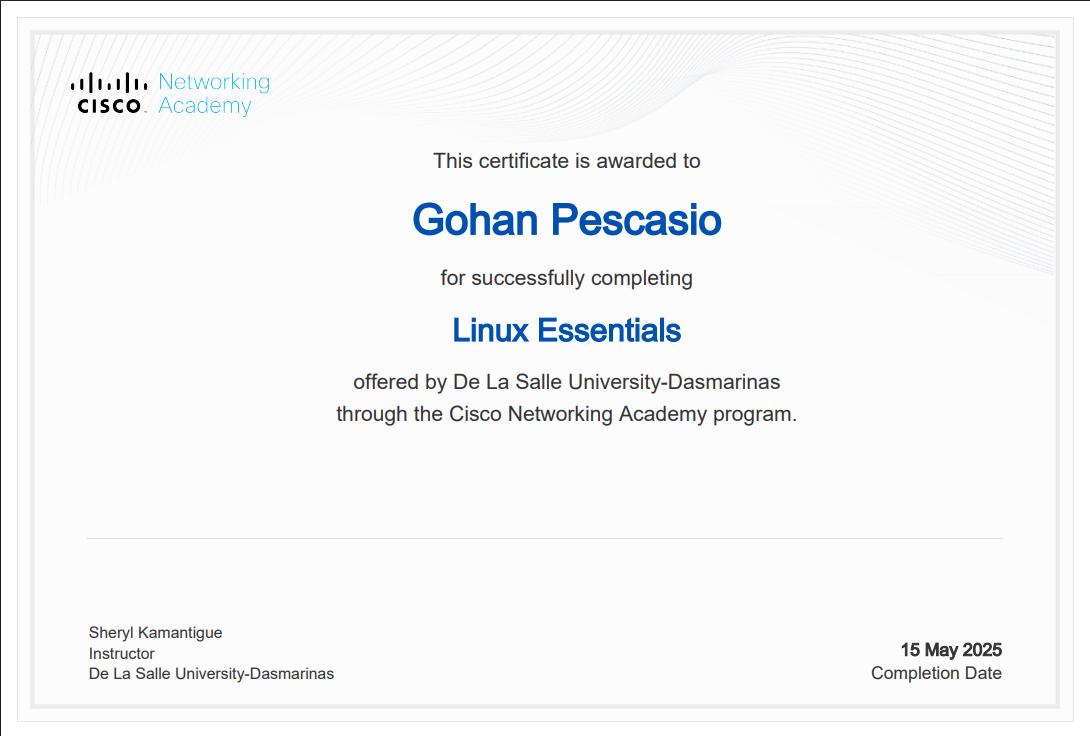 Networking
CISCO Academy
This certificate is awarded to
Gohan Pescasio
for successfully completing
Linux Essentials
offered by De La Salle University-Dasmarinas
through the Cisco Networking Academy program.
Sheryl Kamantigue
Instructor
De La Salle University-Dasmarinas
15 May 2025
Completion Date